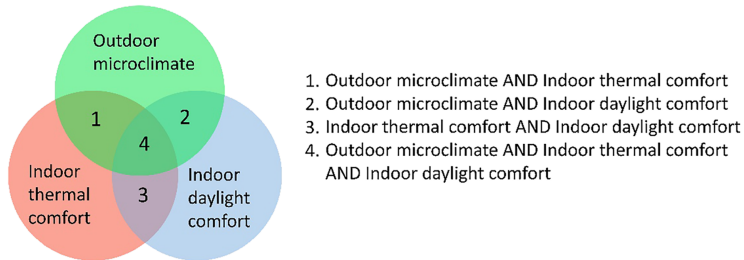 Outdoor
microclimate
1
2
4
3
Indoor
thermal
comfort
Indoor
daylight
comfort
1. Outdoor microclimate AND Indoor thermal comfort
2. Outdoor microclimate AND Indoor daylight comfort
3. Indoor thermal comfort AND Indoor daylight comfort
4. Outdoor microclimate AND Indoor thermal comfort
AND Indoor daylight comfort